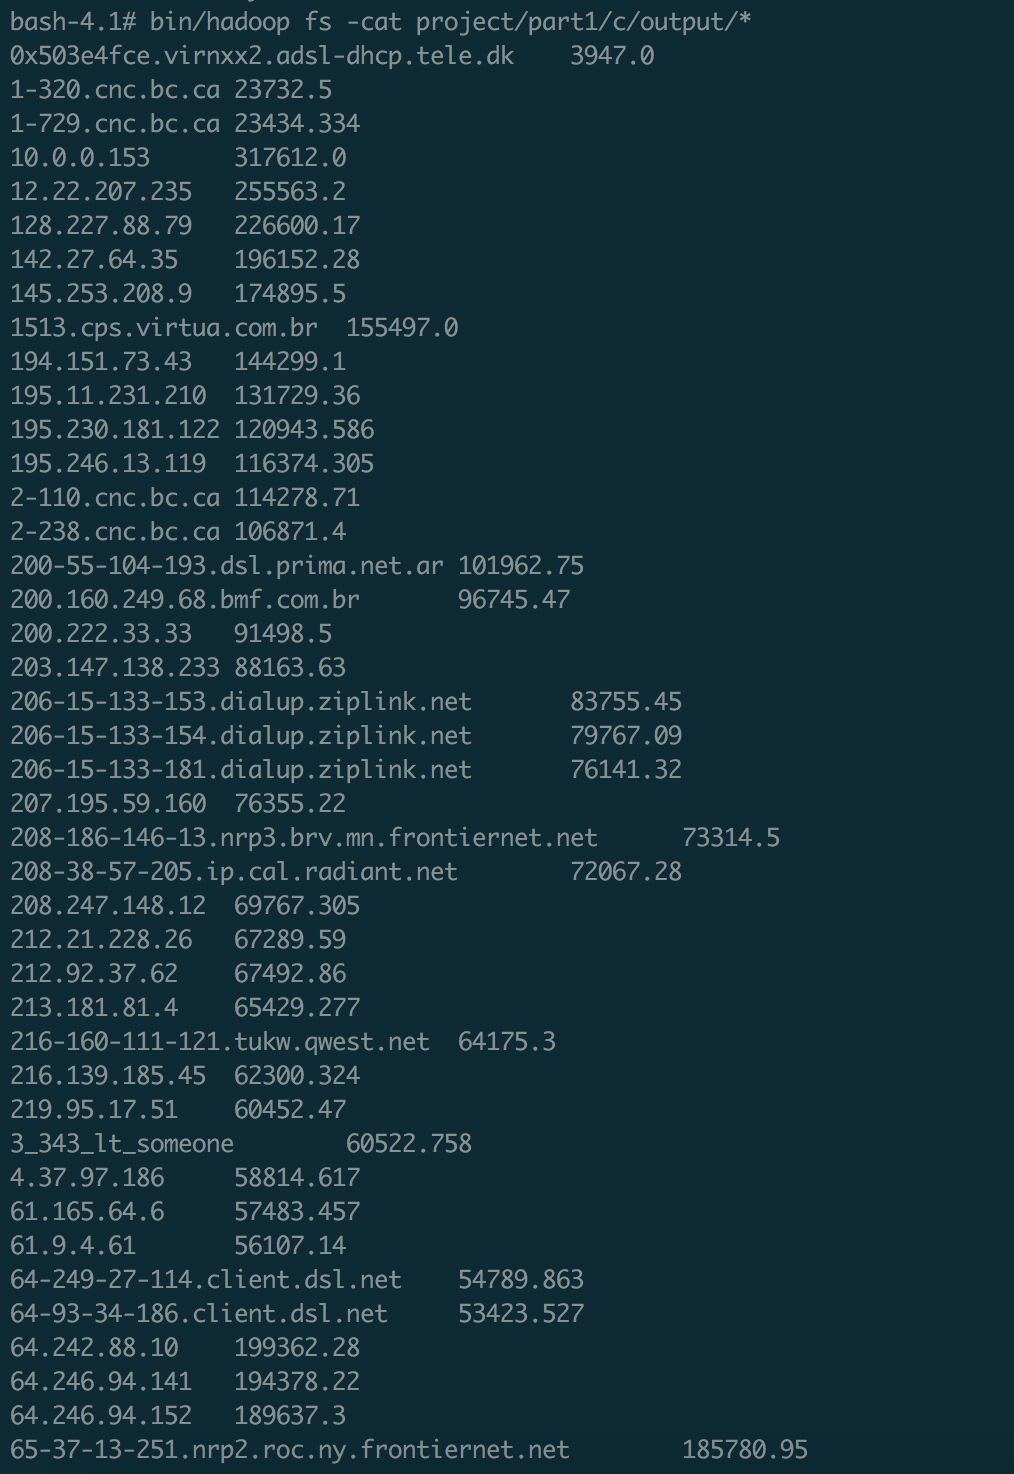 bash-4.1# bin/hadoop fs -cat project/part1/c/output/*
0x503e4fce.virnxx2.adsl-dhcp.tele.dk    3947.0
1-320.cnc.bc.ca 23732.5
1-729.cnc.bc.ca 23434.334
10.0.0.153      317612.0
12.22.207.235   255563.2
128.227.88.79   226600.17
142.27.64.35    196152.28
145.253.208.9   174895.5
1513.cps.virtua.com.br  155497.0
194.151.73.43   144299.1
195.11.231.210  131729.36
195.230.181.122 120943.586
195.246.13.119  116374.305
2-110.cnc.bc.ca 114278.71
2-238.cnc.bc.ca 106871.4
200-55-104-193.dsl.prima.net.ar 101962.75
200.160.249.68.bmf.com.br       96745.47
200.222.33.33   91498.5
203.147.138.233 88163.63
206-15-133-153.dialup.ziplink.net       83755.45
206-15-133-154.dialup.ziplink.net       79767.09
206-15-133-181.dialup.ziplink.net       76141.32
207.195.59.160  76355.22
208-186-146-13.nrp3.brv.mn.frontiernet.net      73314.5
208-38-57-205.ip.cal.radiant.net        72067.28
208.247.148.12  69767.305
212.21.228.26   67289.59
212.92.37.62    67492.86
213.181.81.4    65429.277
216-160-111-121.tukw.qwest.net  64175.3
216.139.185.45  62300.324
219.95.17.51    60452.47
3_343_lt_someone        60522.758
4.37.97.186     58814.617
61.165.64.6     57483.457
61.9.4.61       56107.14
64-249-27-114.client.dsl.net    54789.863
64-93-34-186.client.dsl.net     53423.527
64.242.88.10    199362.28
64.246.94.141   194378.22
64.246.94.152   189637.3
65-37-13-251.nrp2.roc.ny.frontiernet.net        185780.95